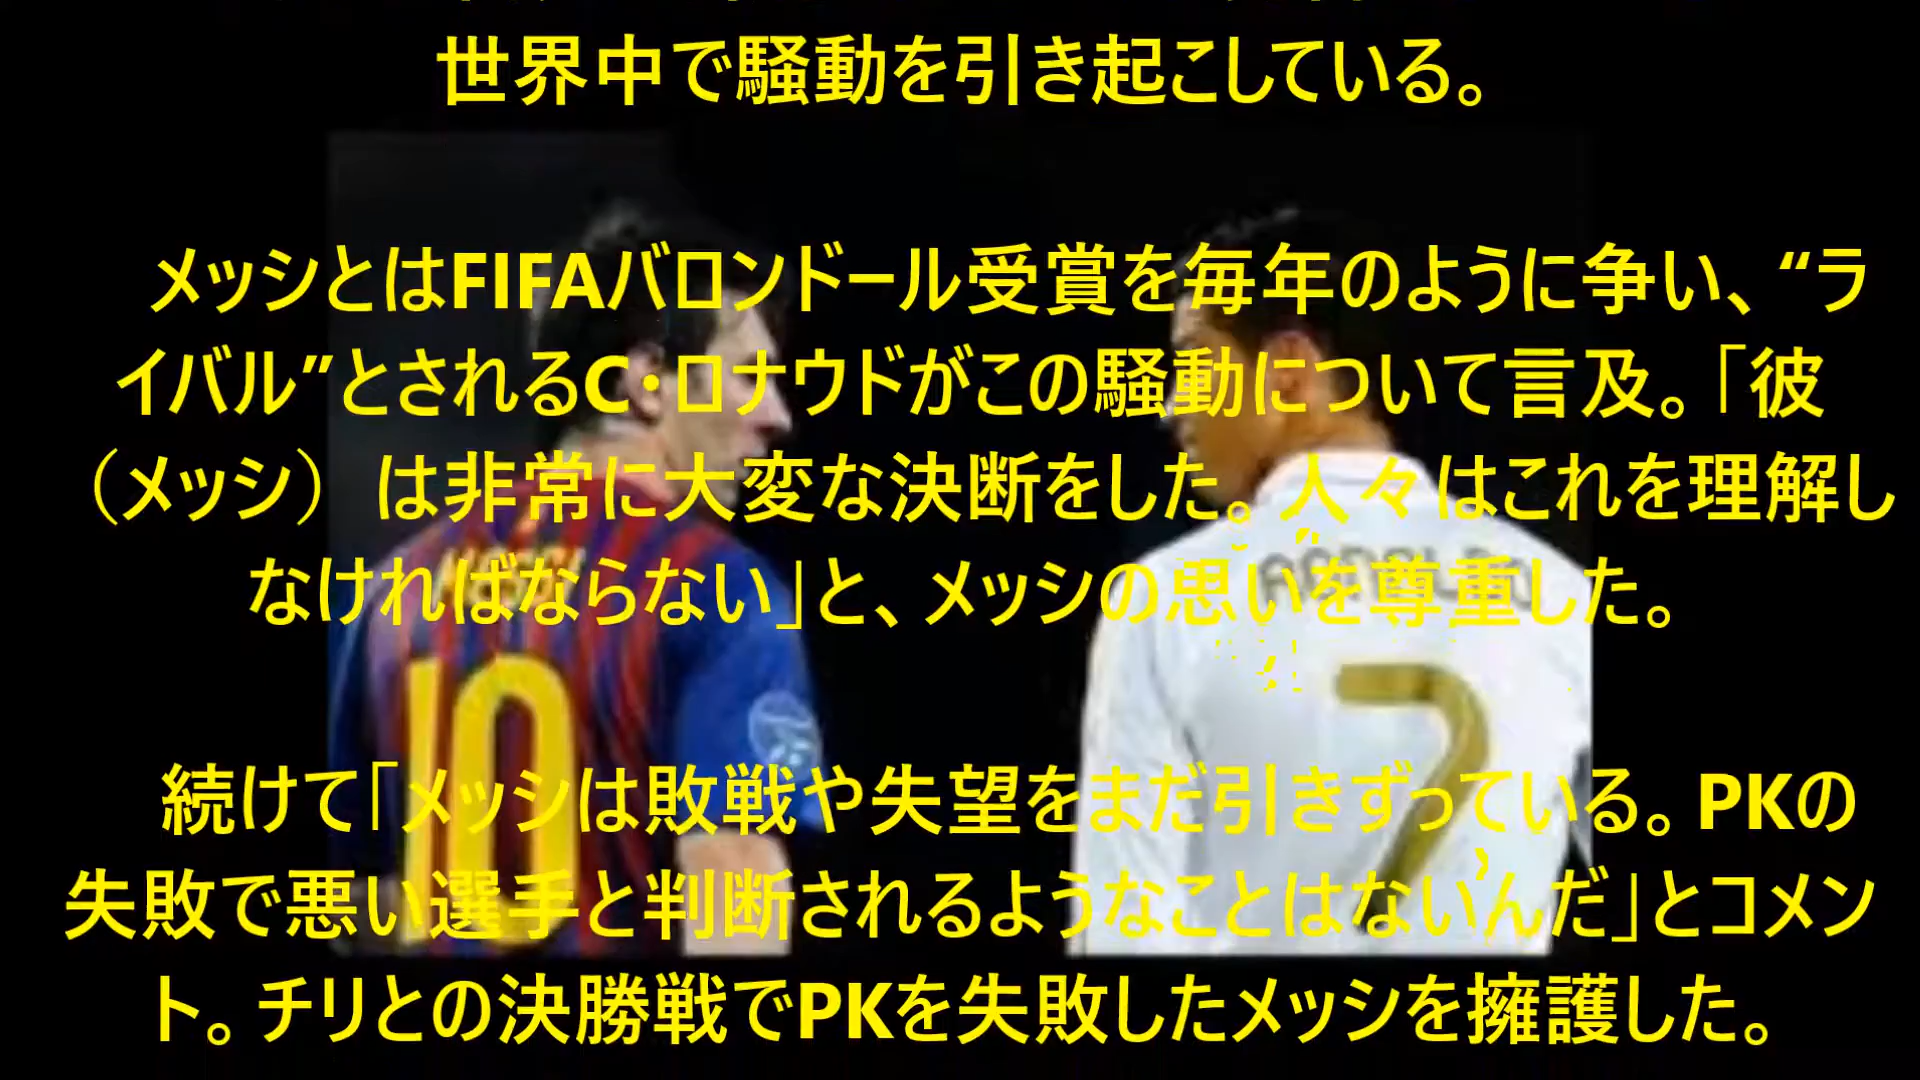 世界中で騒動を引き起こしている。
メッシとはFIFAバロンドール受賞を毎年のように争い、“ラ
イバル”とされるC・ロナウドがこの騒動について言及。「彼
（メッシ） は非常に大変な決断をした。人々はこれを理解し
なければならない」と、メッシの思いを尊重した。
続けて「メッシは敗戦や失望をまだ引きずっている。PKの
失敗で悪い選手と判断されるようなことはないんだ」とコメン
ト。チリとの決勝戦でPKを失敗したメッシを擁護した。
10
7